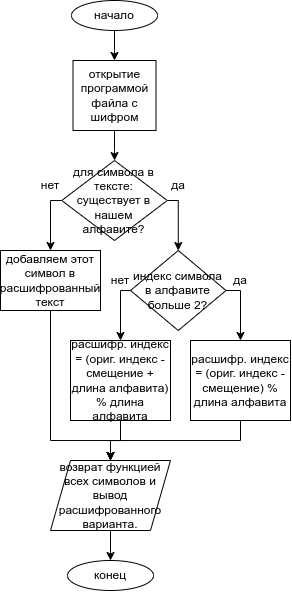 начало
открытие
программой
файла с
шифром
для символа в
тексте:
существует в
нашем
алфавите?
нет
да
добавляем этот
символ в
расшифрованный
текст
индекс символа
в алфавите
больше 2?
нет
да
расшифр. индекс
= (ориг. индекс -
смещение +
длина алфавита)
% длина
алфавита
расшифр. индекс
= (ориг. индекс -
смещение) %
длина алфавита
возврат функцией
всех символов и
вывод
расшифрованного
варианта.
конец